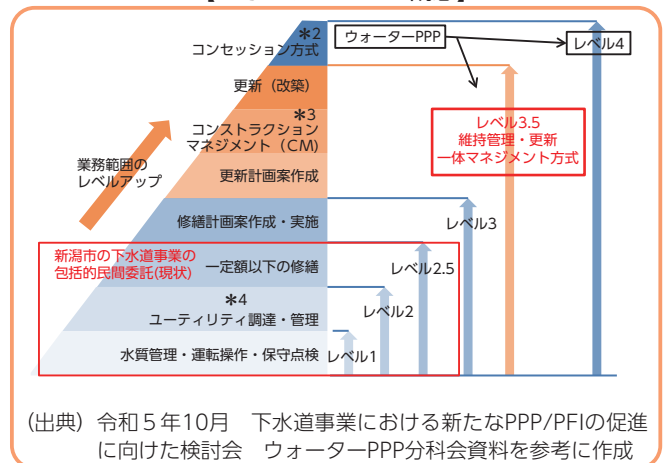 *2
コンセッション方式
ウォーターPPP
レベル4
更新（改築）
*3
コンストラクション
マネジメント（CM）
レベル3.5
維持管理・更新
一体マネジメント方式
業務範囲の
レベルアップ
更新計画案作成
修繕計画案作成・実施
レベル3
新潟市の下水道事業の
包括的民間委託(現状)
一定額以下の修繕
レベル2.5
*4
ユーティリティ調達・管理
レベル2
水質管理・運転操作・保守点検
レベル1
(出典) 令和５年10月　下水道事業における新たなPPP/PFIの促進
に向けた検討会　ウォーターPPP分科会資料を参考に作成